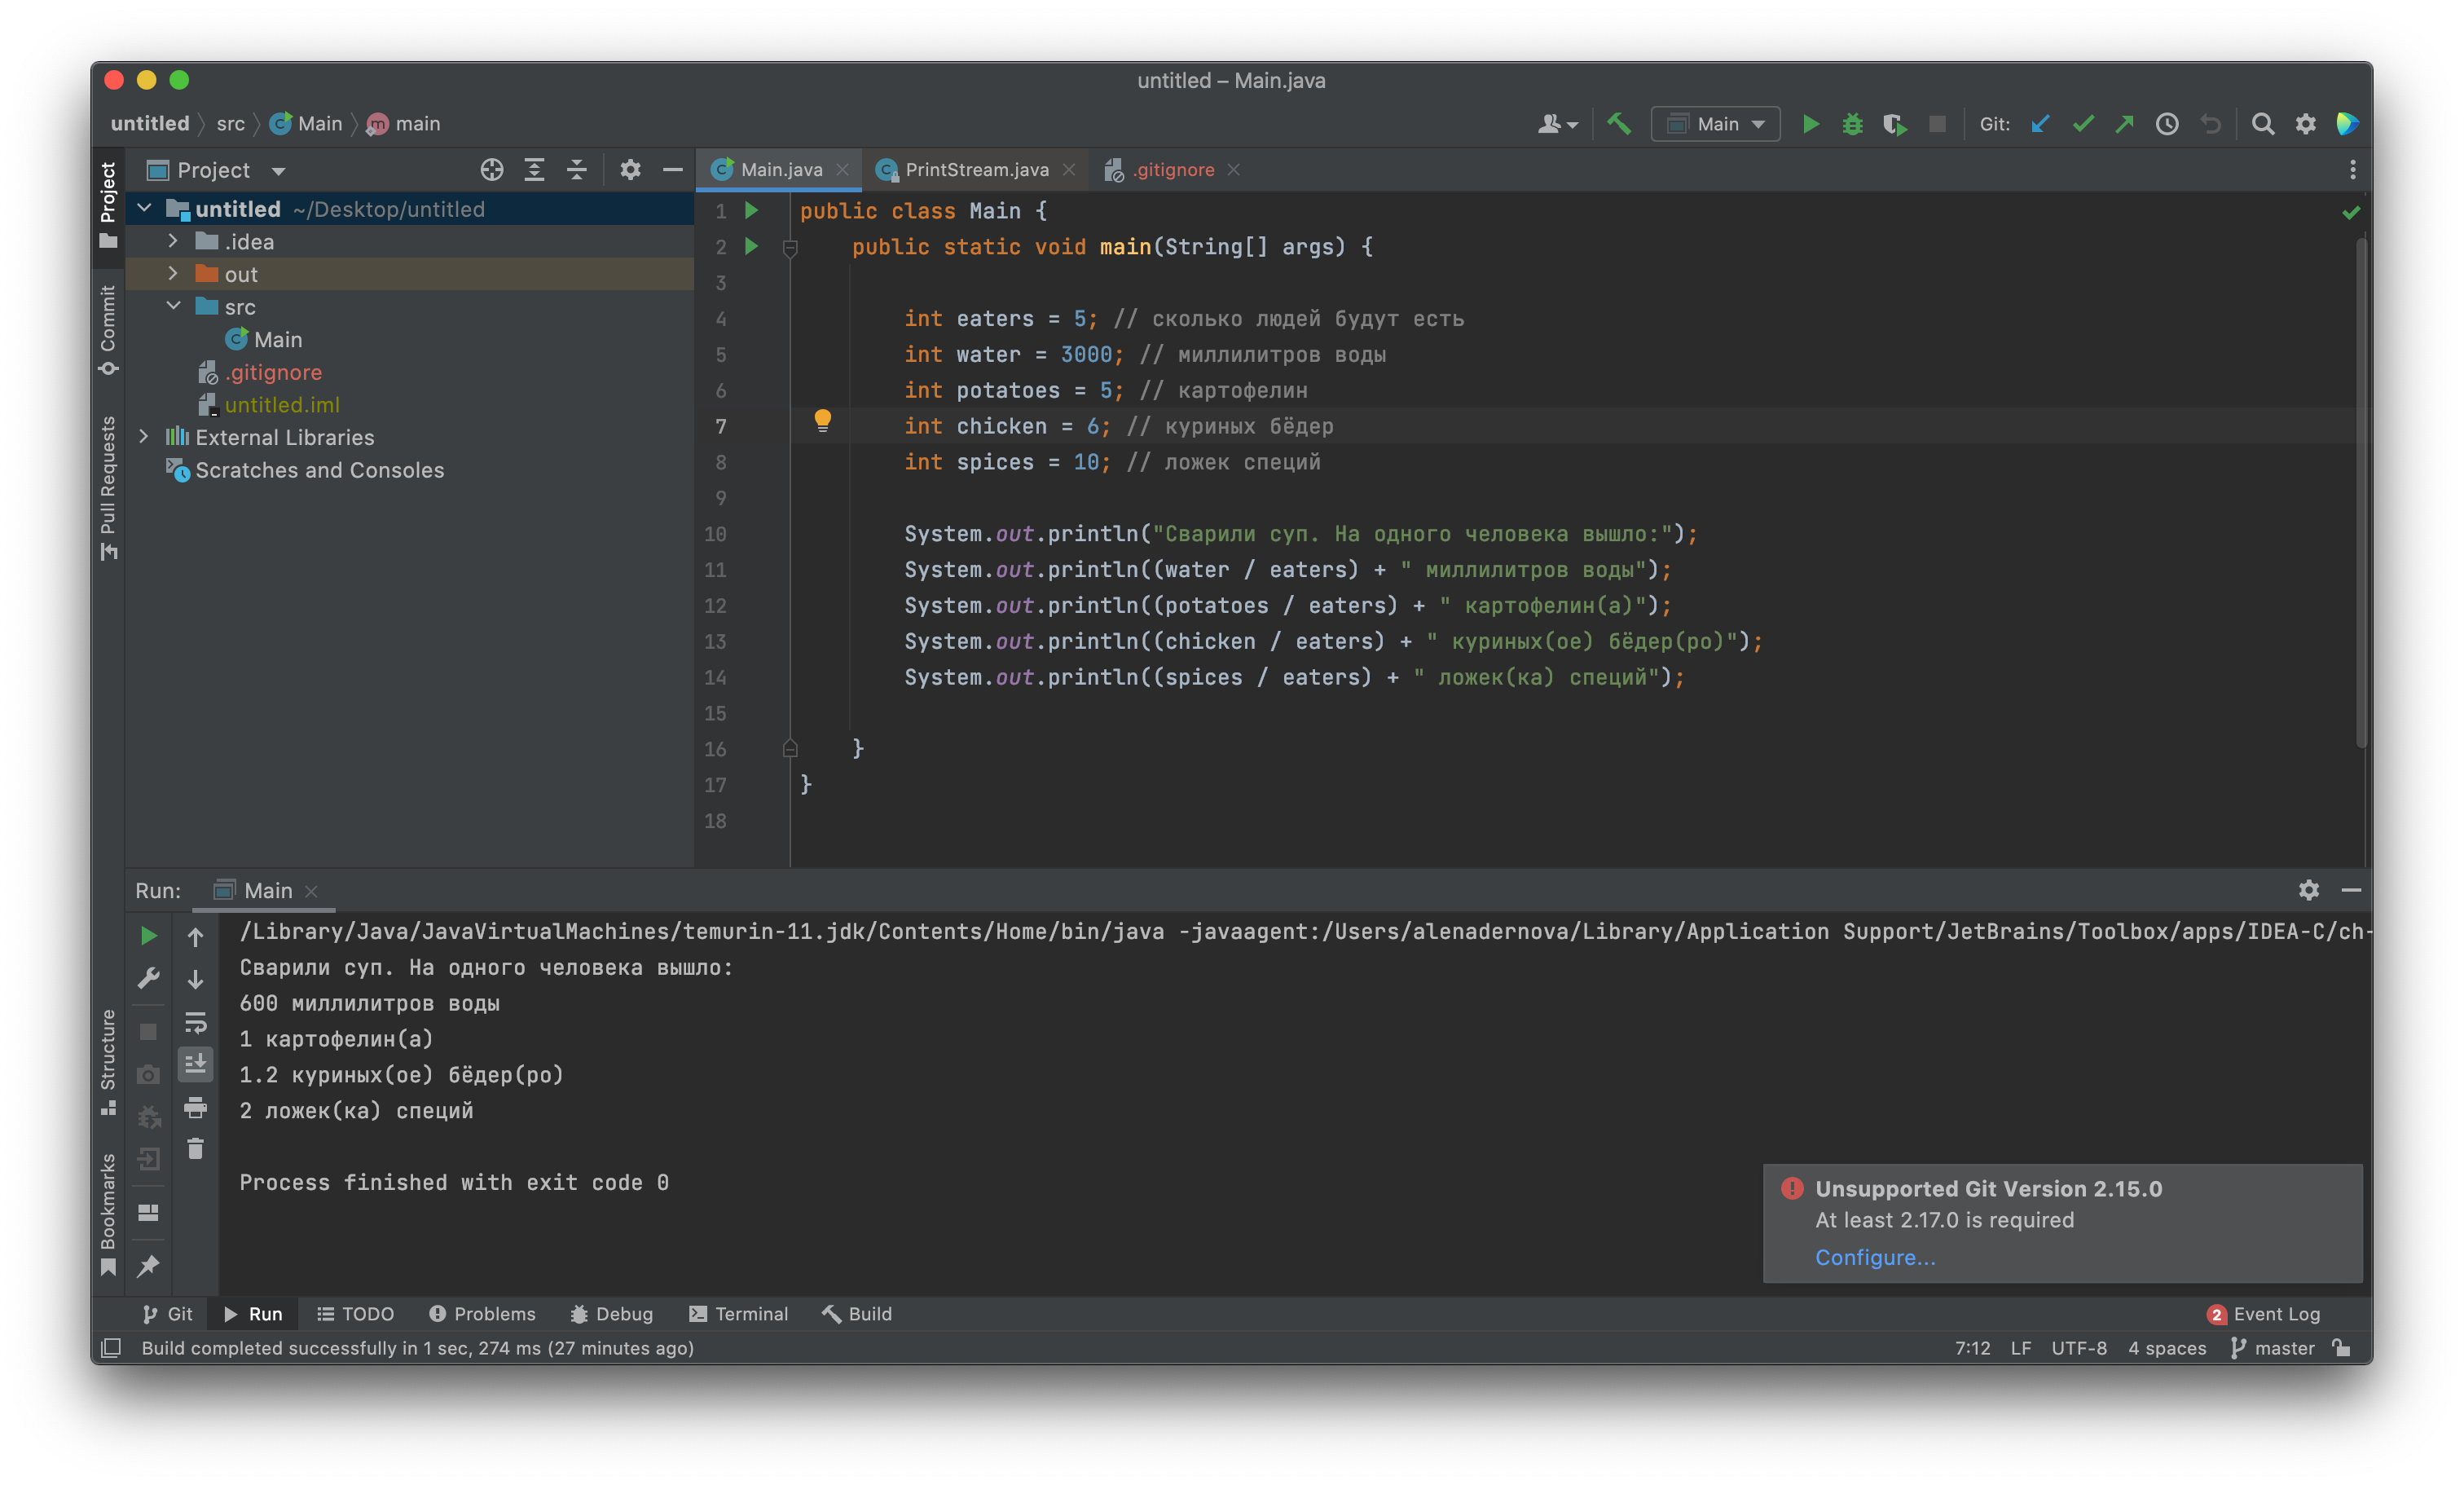 untitled – Main.java
untitled src Main main
Main Git:
Project
Main.java PrintStream.java .gitignore
Project
Commit
Pull Requests
Structure
Bookmarks
untitled ~/Desktop/untitled
.idea
out
src
Main
.gitignore
untitled.iml
External Libraries
Scratches and Consoles
1 public class Main {
2 public static void main(String[] args) {
3
4 int eaters = 5; // сколько людей будут есть
5 int water = 3000; // миллилитров воды
6 int potatoes = 5; // картофелин
7 int chicken = 6; // куриных бёдер
8 int spices = 10; // ложек специй
9
10 System.out.println("Сварили суп. На одного человека вышло:");
11 System.out.println((water / eaters) + " миллилитров воды");
12 System.out.println((potatoes / eaters) + " картофелин(а)");
13 System.out.println((chicken / eaters) + " куриных(ое) бёдер(ро)");
14 System.out.println((spices / eaters) + " ложек(ка) специй");
15
16 }
17 }
18
Run: Main
/Library/Java/JavaVirtualMachines/temurin-11.jdk/Contents/Home/bin/java -javaagent:/Users/alenadernova/Library/Application Support/JetBrains/Toolbox/apps/IDEA-C/ch-
Сварили суп. На одного человека вышло:
600 миллилитров воды
1 картофелин(а)
1.2 куриных(ое) бёдер(ро)
2 ложек(ка) специй
Process finished with exit code 0
Unsupported Git Version 2.15.0
At least 2.17.0 is required
Configure...
Git Run TODO Problems Debug Terminal Build 2 Event Log
Build completed successfully in 1 sec, 274 ms (27 minutes ago) 7:12 LF UTF-8 4 spaces master